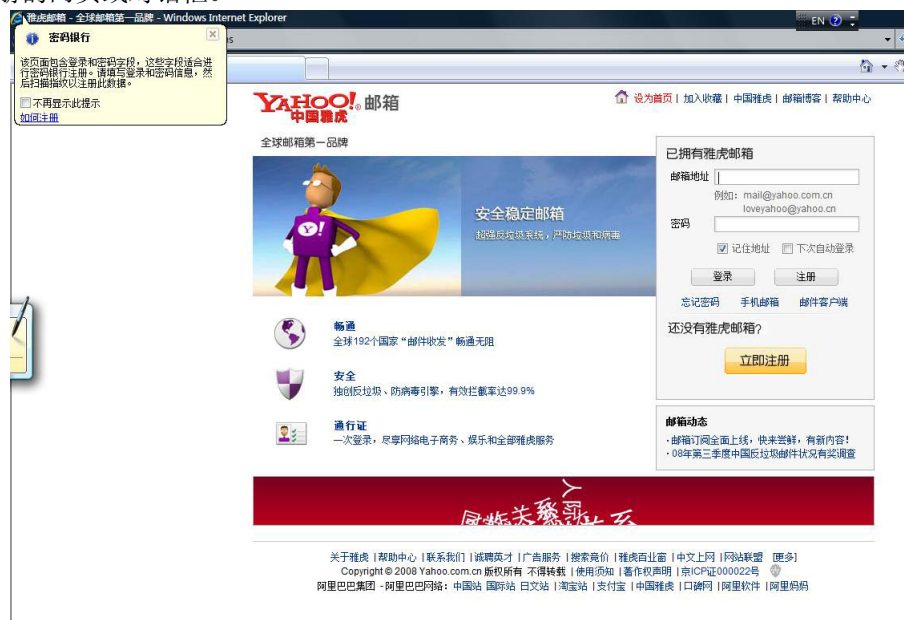 雅虎邮箱 - 全球邮箱第一品牌 - Windows Internet Explorer
EN
密码银行
该页面包含登录和密码字段，这些字段适合进
行密码银行注册。请填写登录和密码信息，然
后扫描指纹以注册此数据。
不再显示此提示
如何注册
YAHOO!邮箱
中国雅虎
设为首页 | 加入收藏 | 中国雅虎 | 邮箱博客 | 帮助中心
全球邮箱第一品牌
安全稳定邮箱
超强反垃圾系统，严防垃圾和病毒
已拥有雅虎邮箱
邮箱地址
例如: mail@yahoo.com.cn
loveyahoo@yahoo.cn
密码
记住地址 下次自动登录
登录 注册
忘记密码 手机邮箱 邮件客户端
还没有雅虎邮箱?
立即注册
畅通
全球192个国家“邮件收发”畅通无阻
安全
独创反垃圾、防病毒引擎，有效拦截率达99.9%
通行证
一次登录，尽享网络电子商务、娱乐和全部雅虎服务
邮箱动态
·邮箱订阅全面上线，快来尝鲜，有新内容!
·08年第三季度中国反垃圾邮件状况有奖调查
关于雅虎 | 帮助中心 | 联系我们 | 诚聘英才 | 广告服务 | 搜索竞价 | 雅虎百业窗 | 中文上网 | 网站联盟 [更多]
Copyright © 2008 Yahoo.com.cn 版权所有 不得转载 | 使用须知 | 著作权声明 | 京ICP证000022号
阿里巴巴集团 - 阿里巴巴网络: 中国站 国际站 日文站 | 淘宝站 | 支付宝 | 中国雅虎 | 口碑网 | 阿里软件 | 阿里妈妈